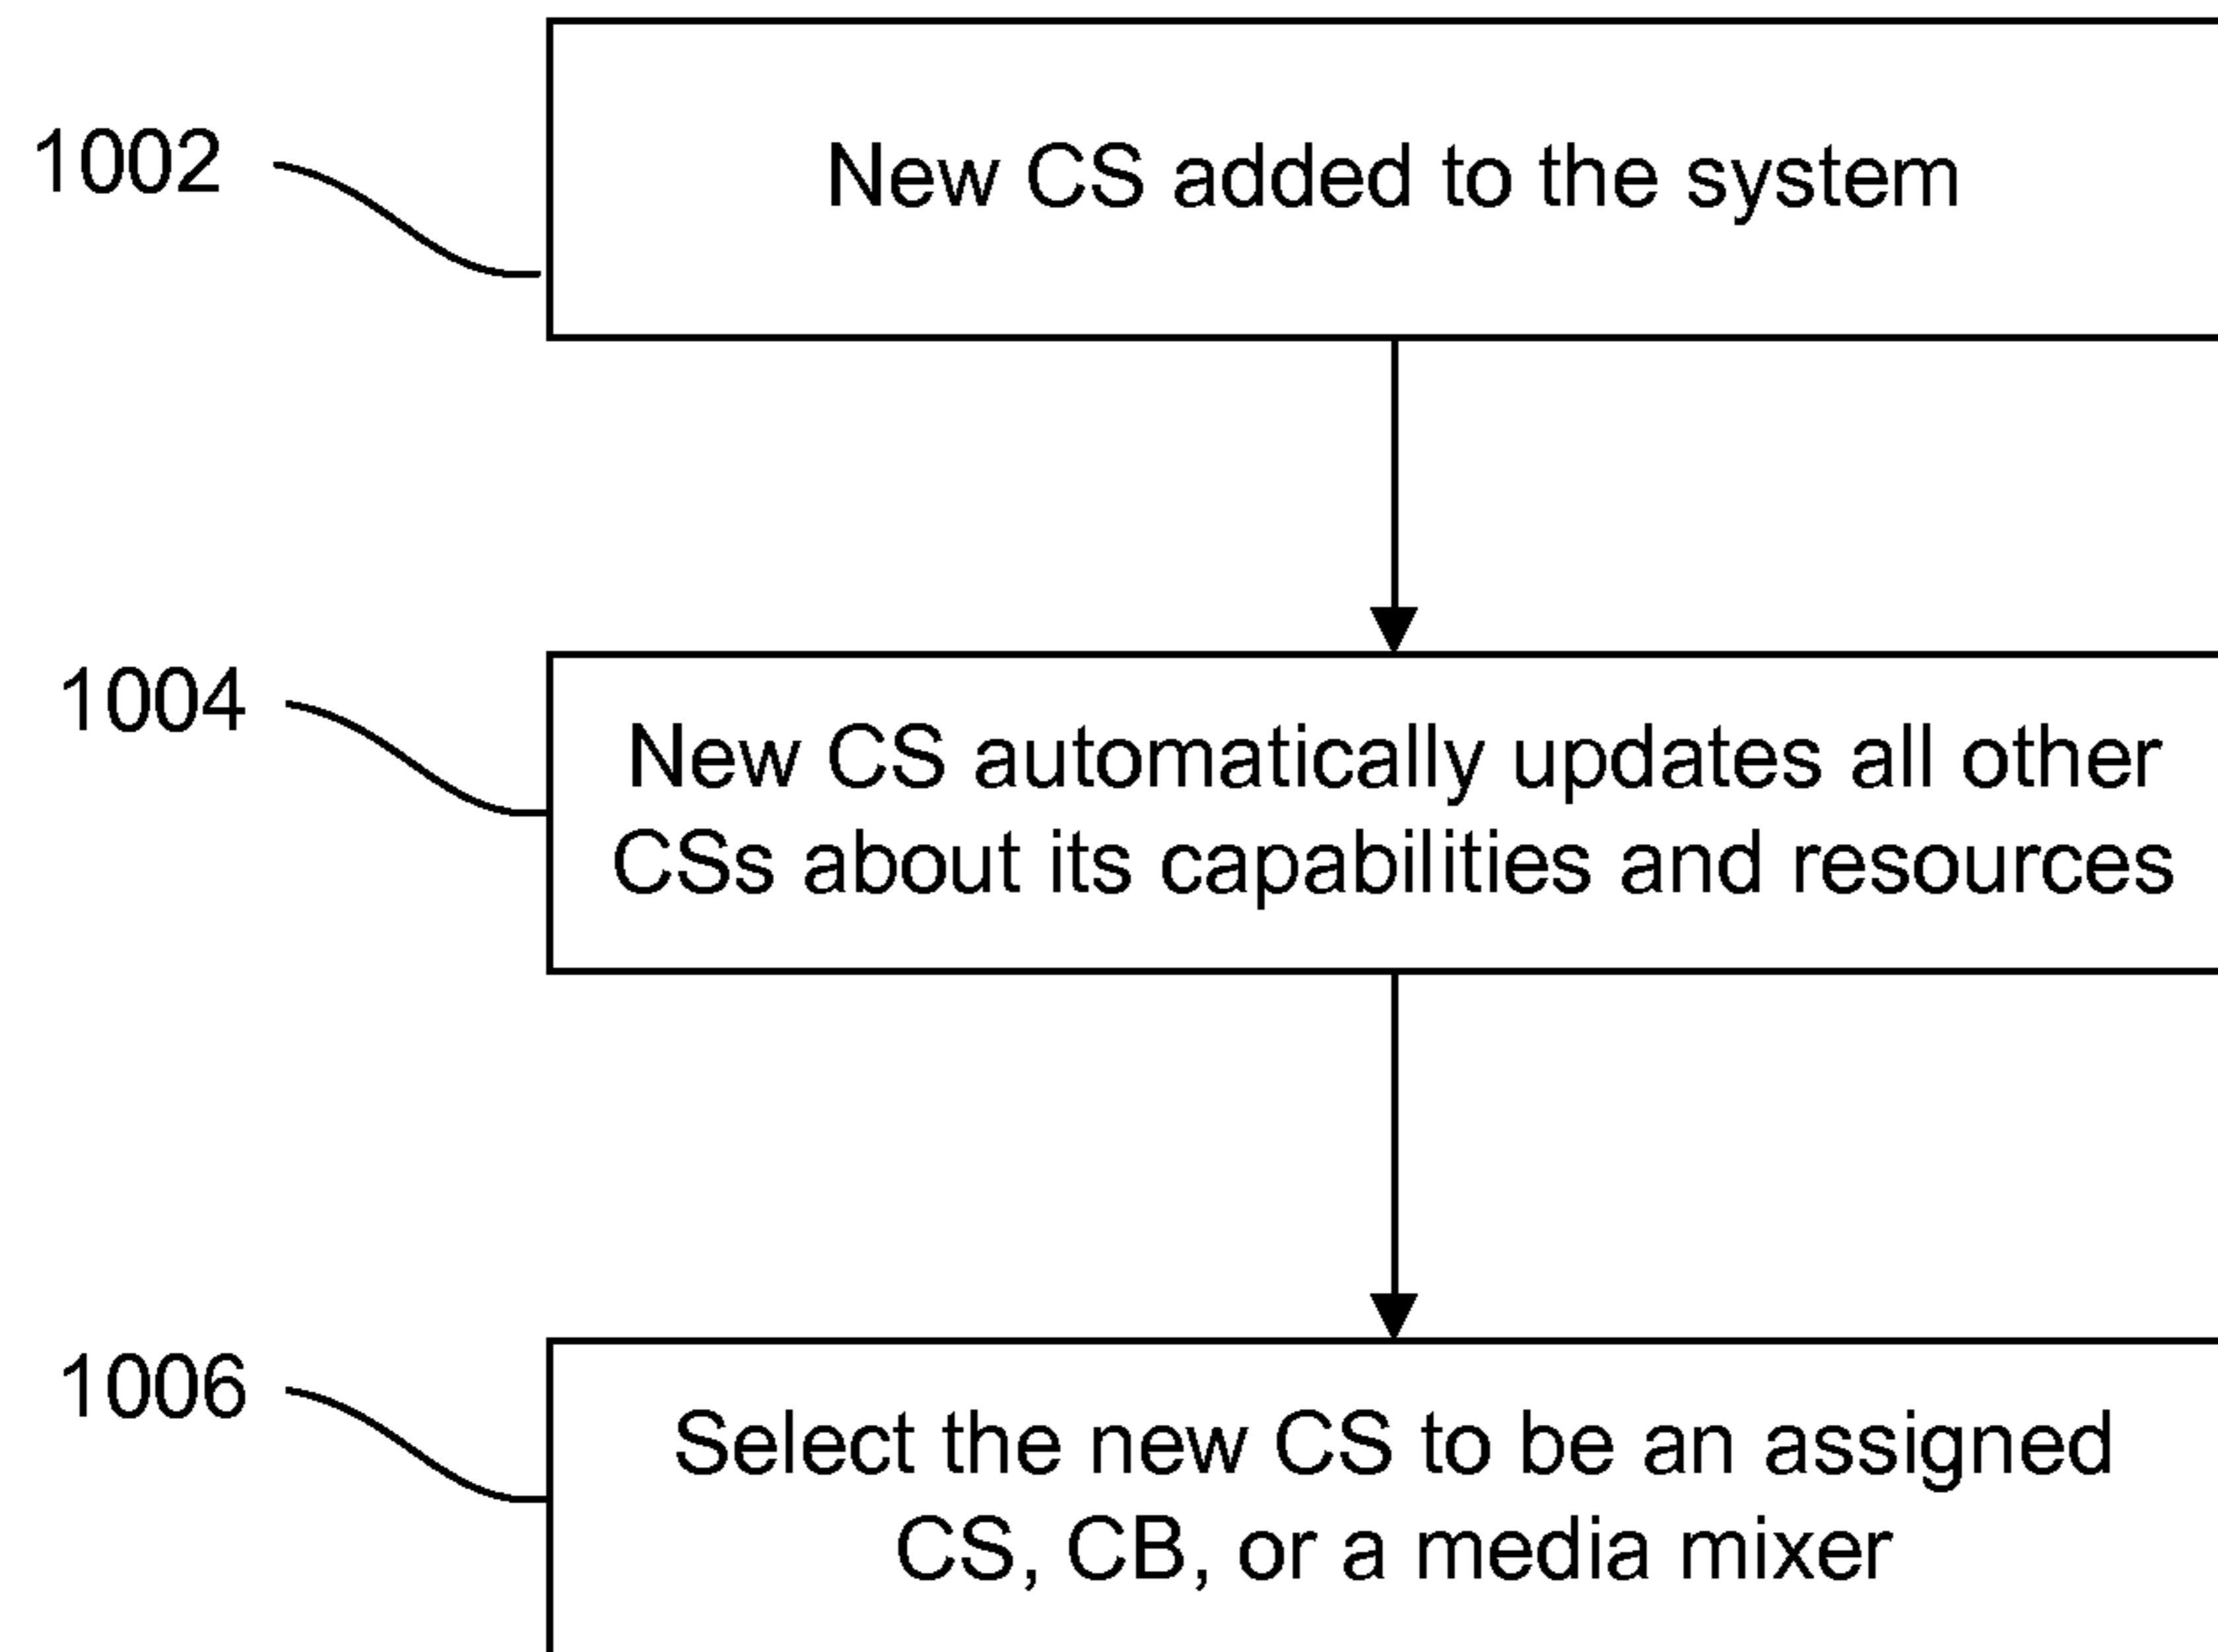 1002
New CS added to the system
1004
New CS automatically updates all other
CSs about its capabilities and resources
1006
Select the new CS to be an assigned
CS, CB, or a media mixer